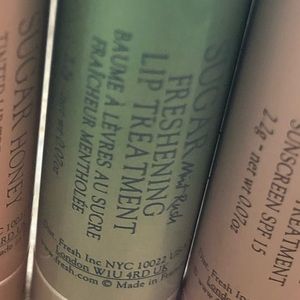 SUGAR HONEY
TINTED LIP
SUGAR Mint Rush
FRESHENING
LIP TREATMENT
BAUME À LÈVRES AU SUCRE
FRAÎCHEUR MENTHOLÉE
net wt 0.07oz
Fresh Inc NYC 10022
London W1U 4RD UK
fresh.com © Made in
TREATMENT
SUNSCREEN SPF 15
2.2g – net wt 0.07oz